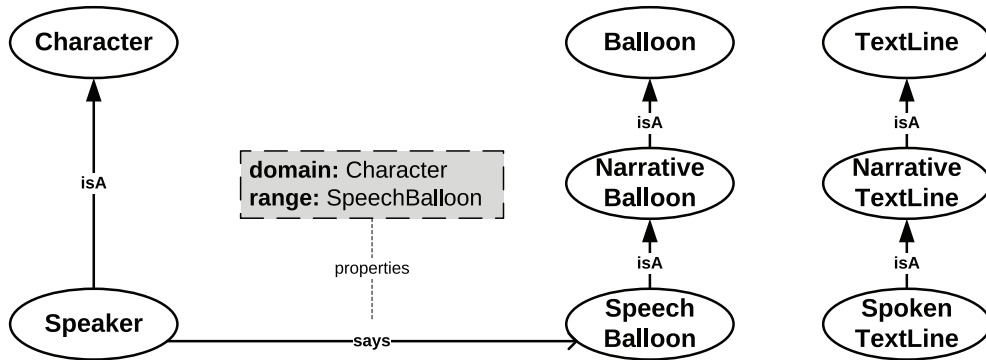 Character
Balloon
TextLine
isA
isA
isA
domain: Character
range: SpeechBalloon
Narrative
Balloon
Narrative
TextLine
properties
isA
isA
Speaker
says
Speech
Balloon
Spoken
TextLine